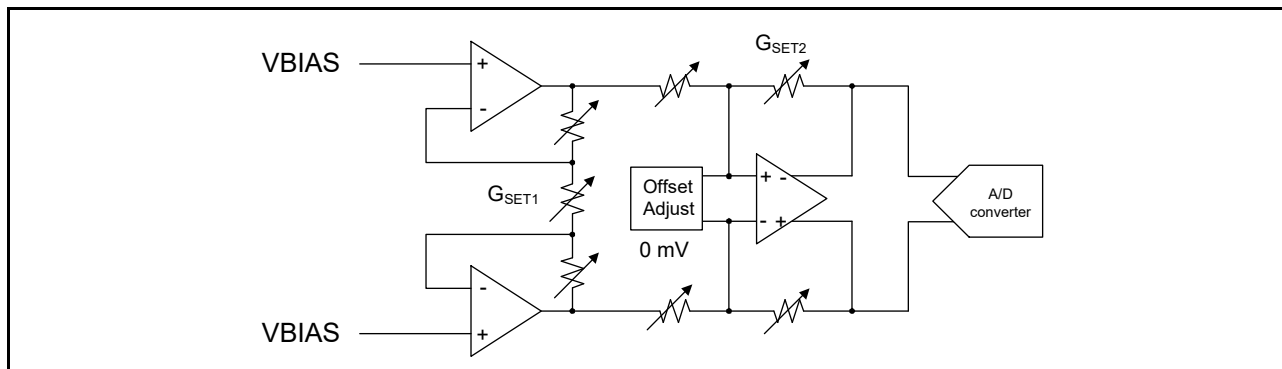 VBIAS
+
-
GSET1
-
+
VBIAS
GSET2
Offset
Adjust
0 mV
+ -
- +
A/D
converter